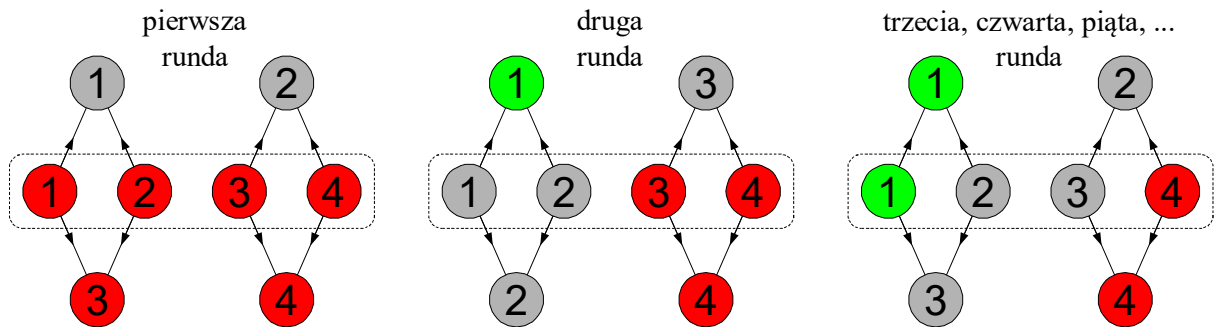 pierwsza
runda
1 2
1 2 3 4
3 4
druga
runda
1 3
1 2 3 4
2 4
trzecia, czwarta, piąta, ...
runda
1 2
1 2 3 4
3 4